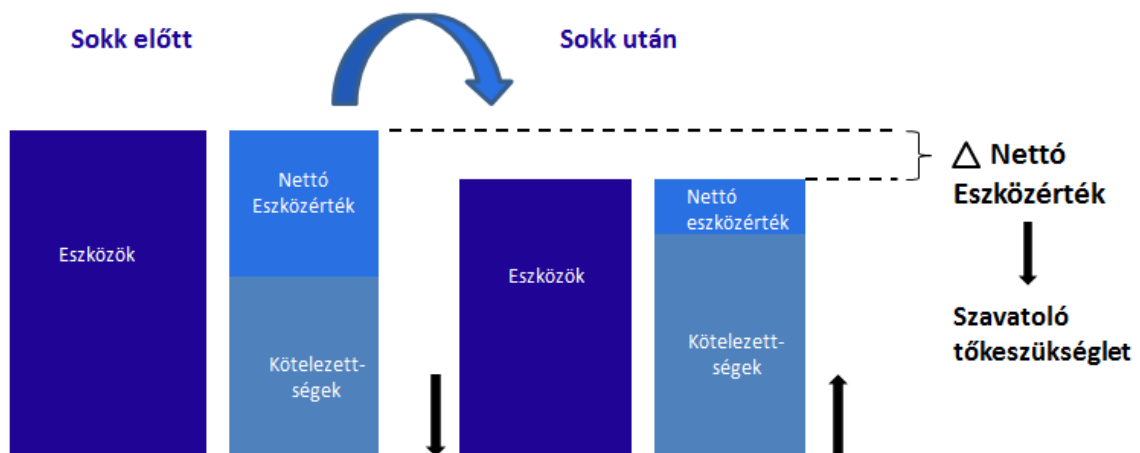 Sokk előtt
Sokk után
Eszközök
Nettó
Eszközérték
Kötelezett-
ségek
Eszközök
Nettó
eszközérték
Kötelezett-
ségek
△ Nettó
Eszközérték
Szavatoló
tőkeszükséglet